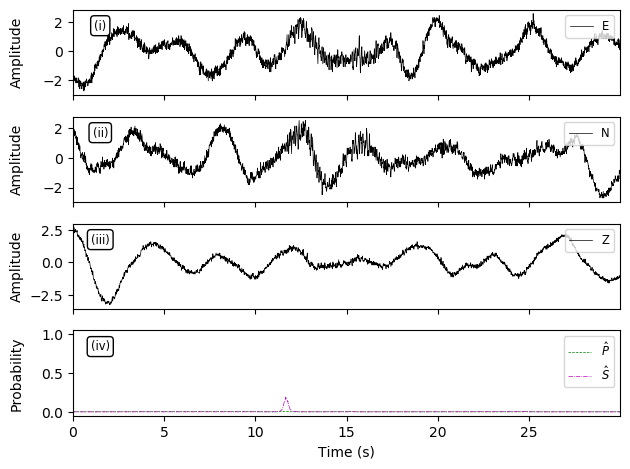 Amplitude
2
0
−2
(i)
E
Amplitude
2
0
−2
(ii)
N
Amplitude
2.5
0.0
−2.5
(iii)
Z
Probability
1.0
0.5
0.0
(iv)
P̂
Ŝ
0 5 10 15 20 25
Time (s)